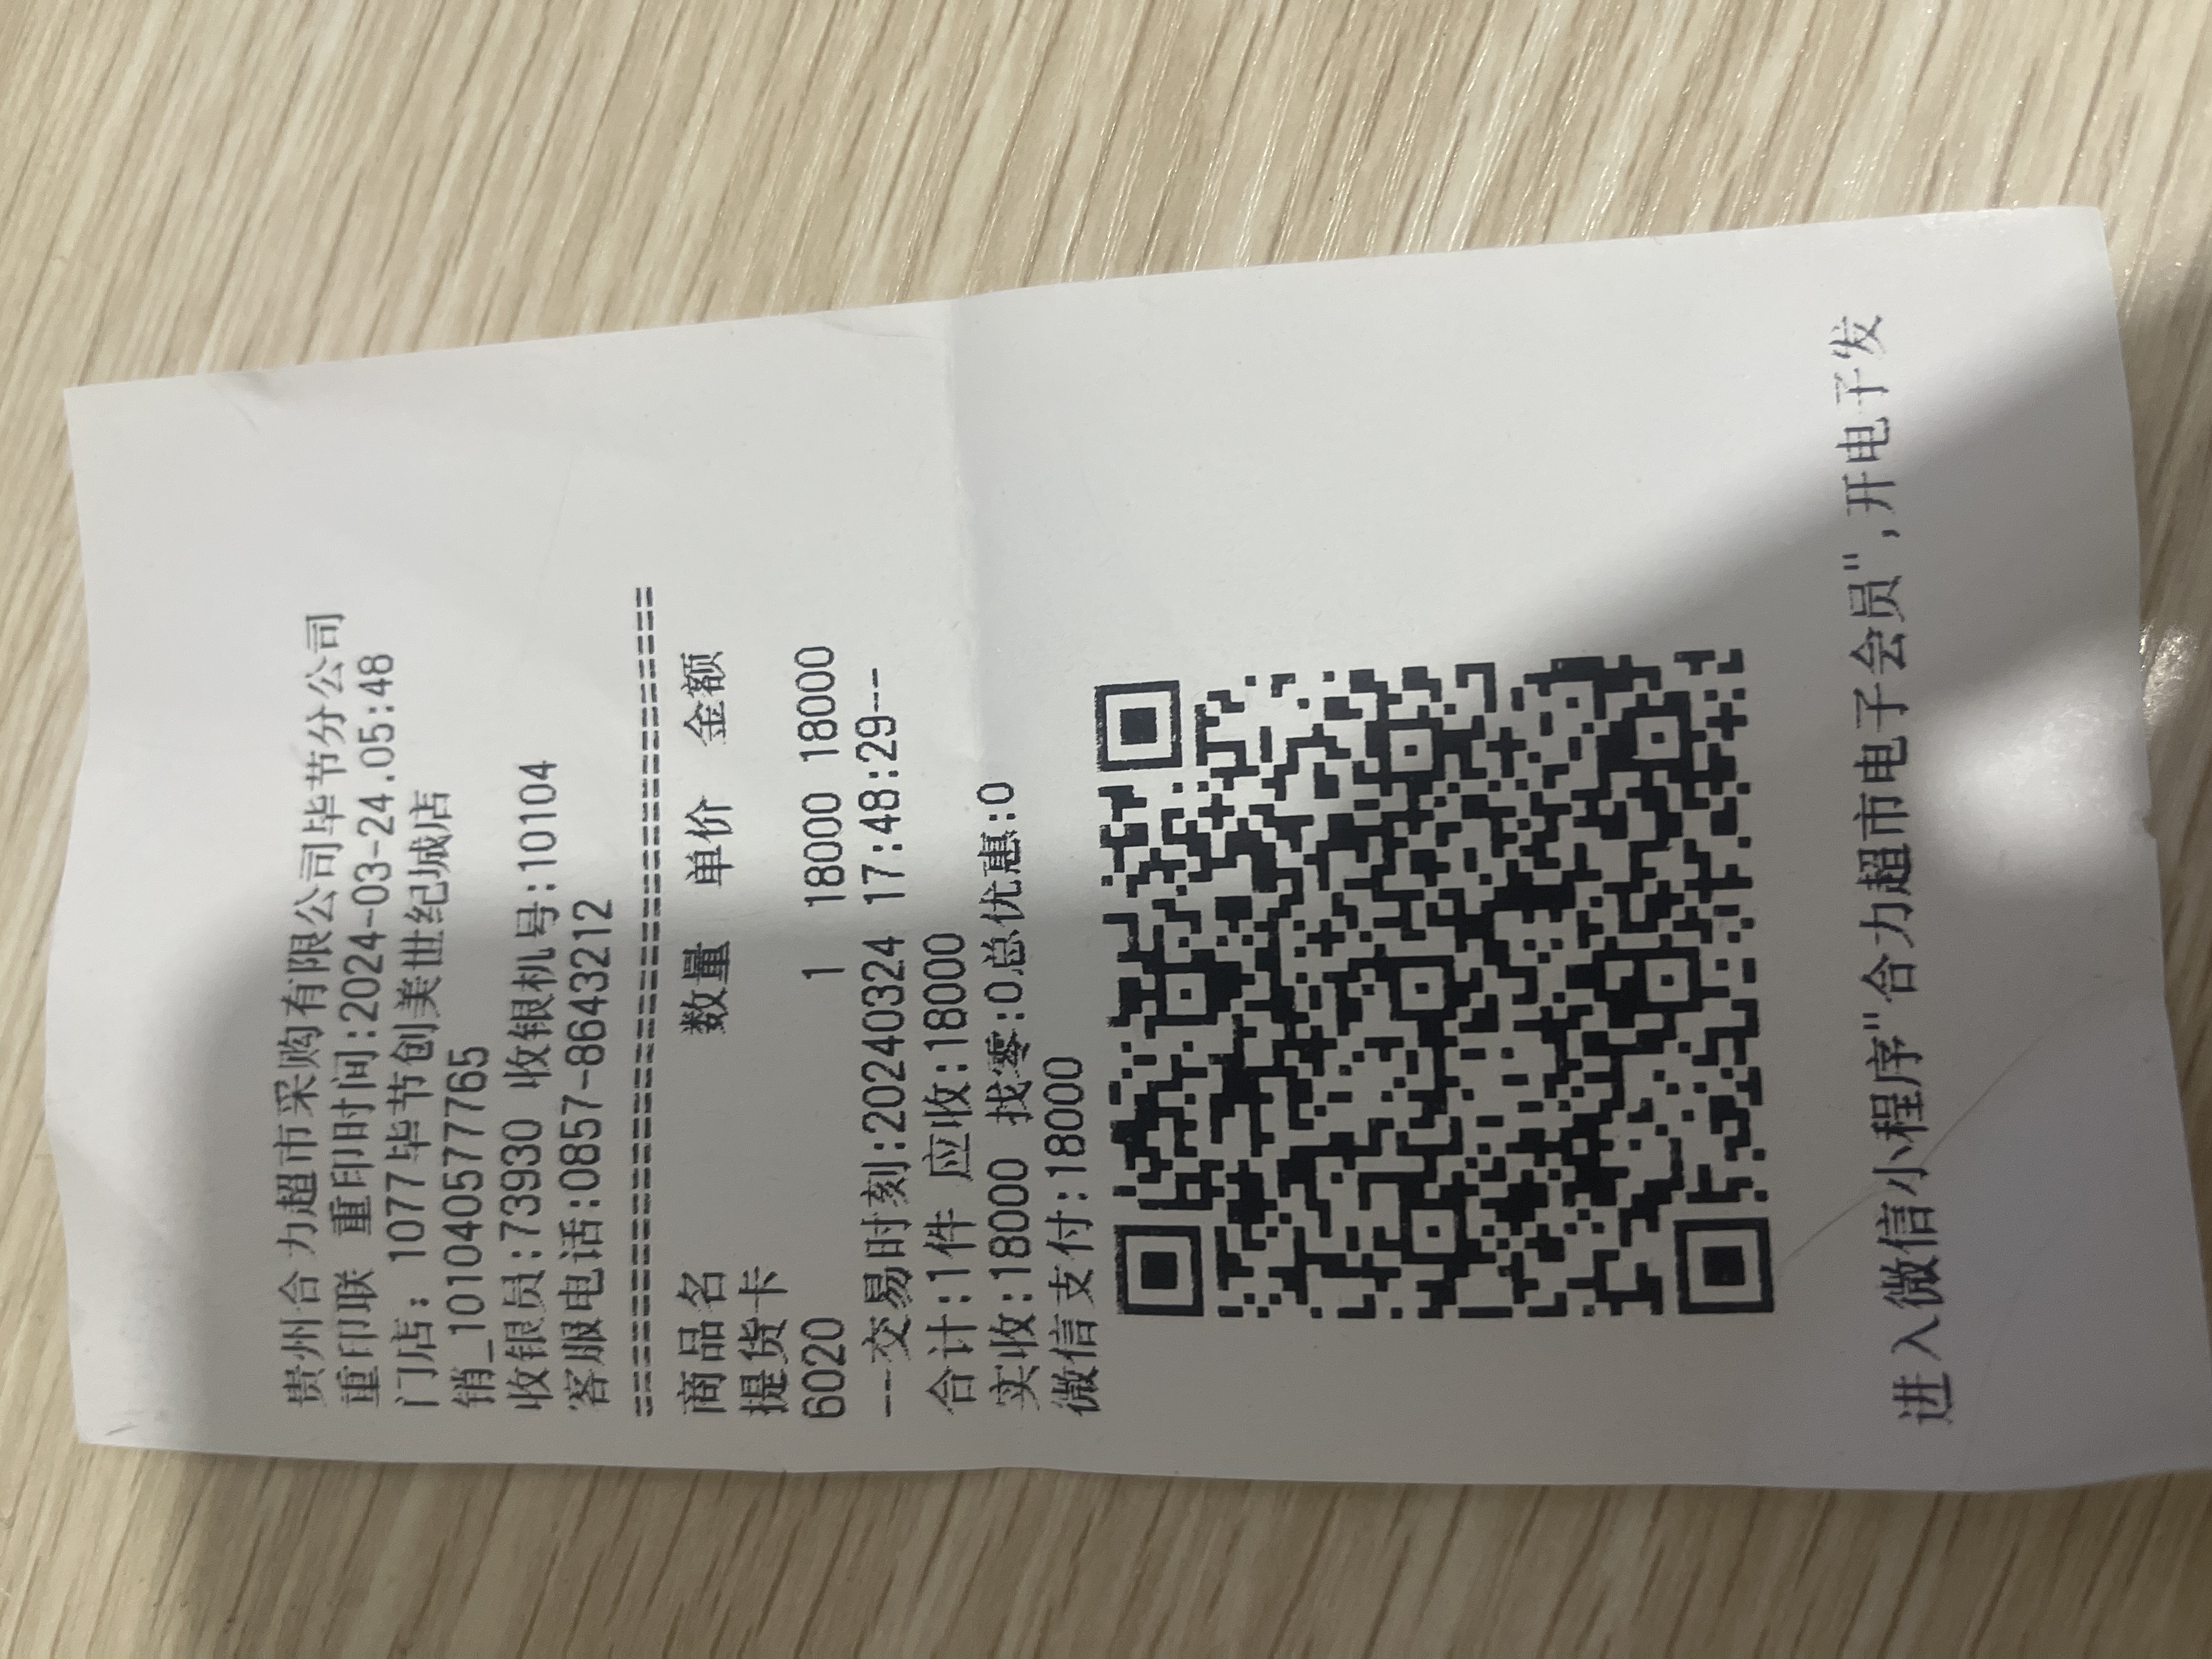 贵州合力超市采购有限公司毕节分公司
重印联 重印时间:2024-03-24.05:48
门店: 1077毕节创美世纪城店
销_101040577765
收银员:73930 收银机号:10104
客服电话:0857-8643212
======================================
商品名 数量 单价 金额
提货卡
6020 1 18000 18000
--交易时刻:20240324 17:48:29--
合计:1件 应收:18000
实收:18000 找零:0总优惠:0
微信支付:18000
进入微信小程序"合力超市电子会员",开电子发